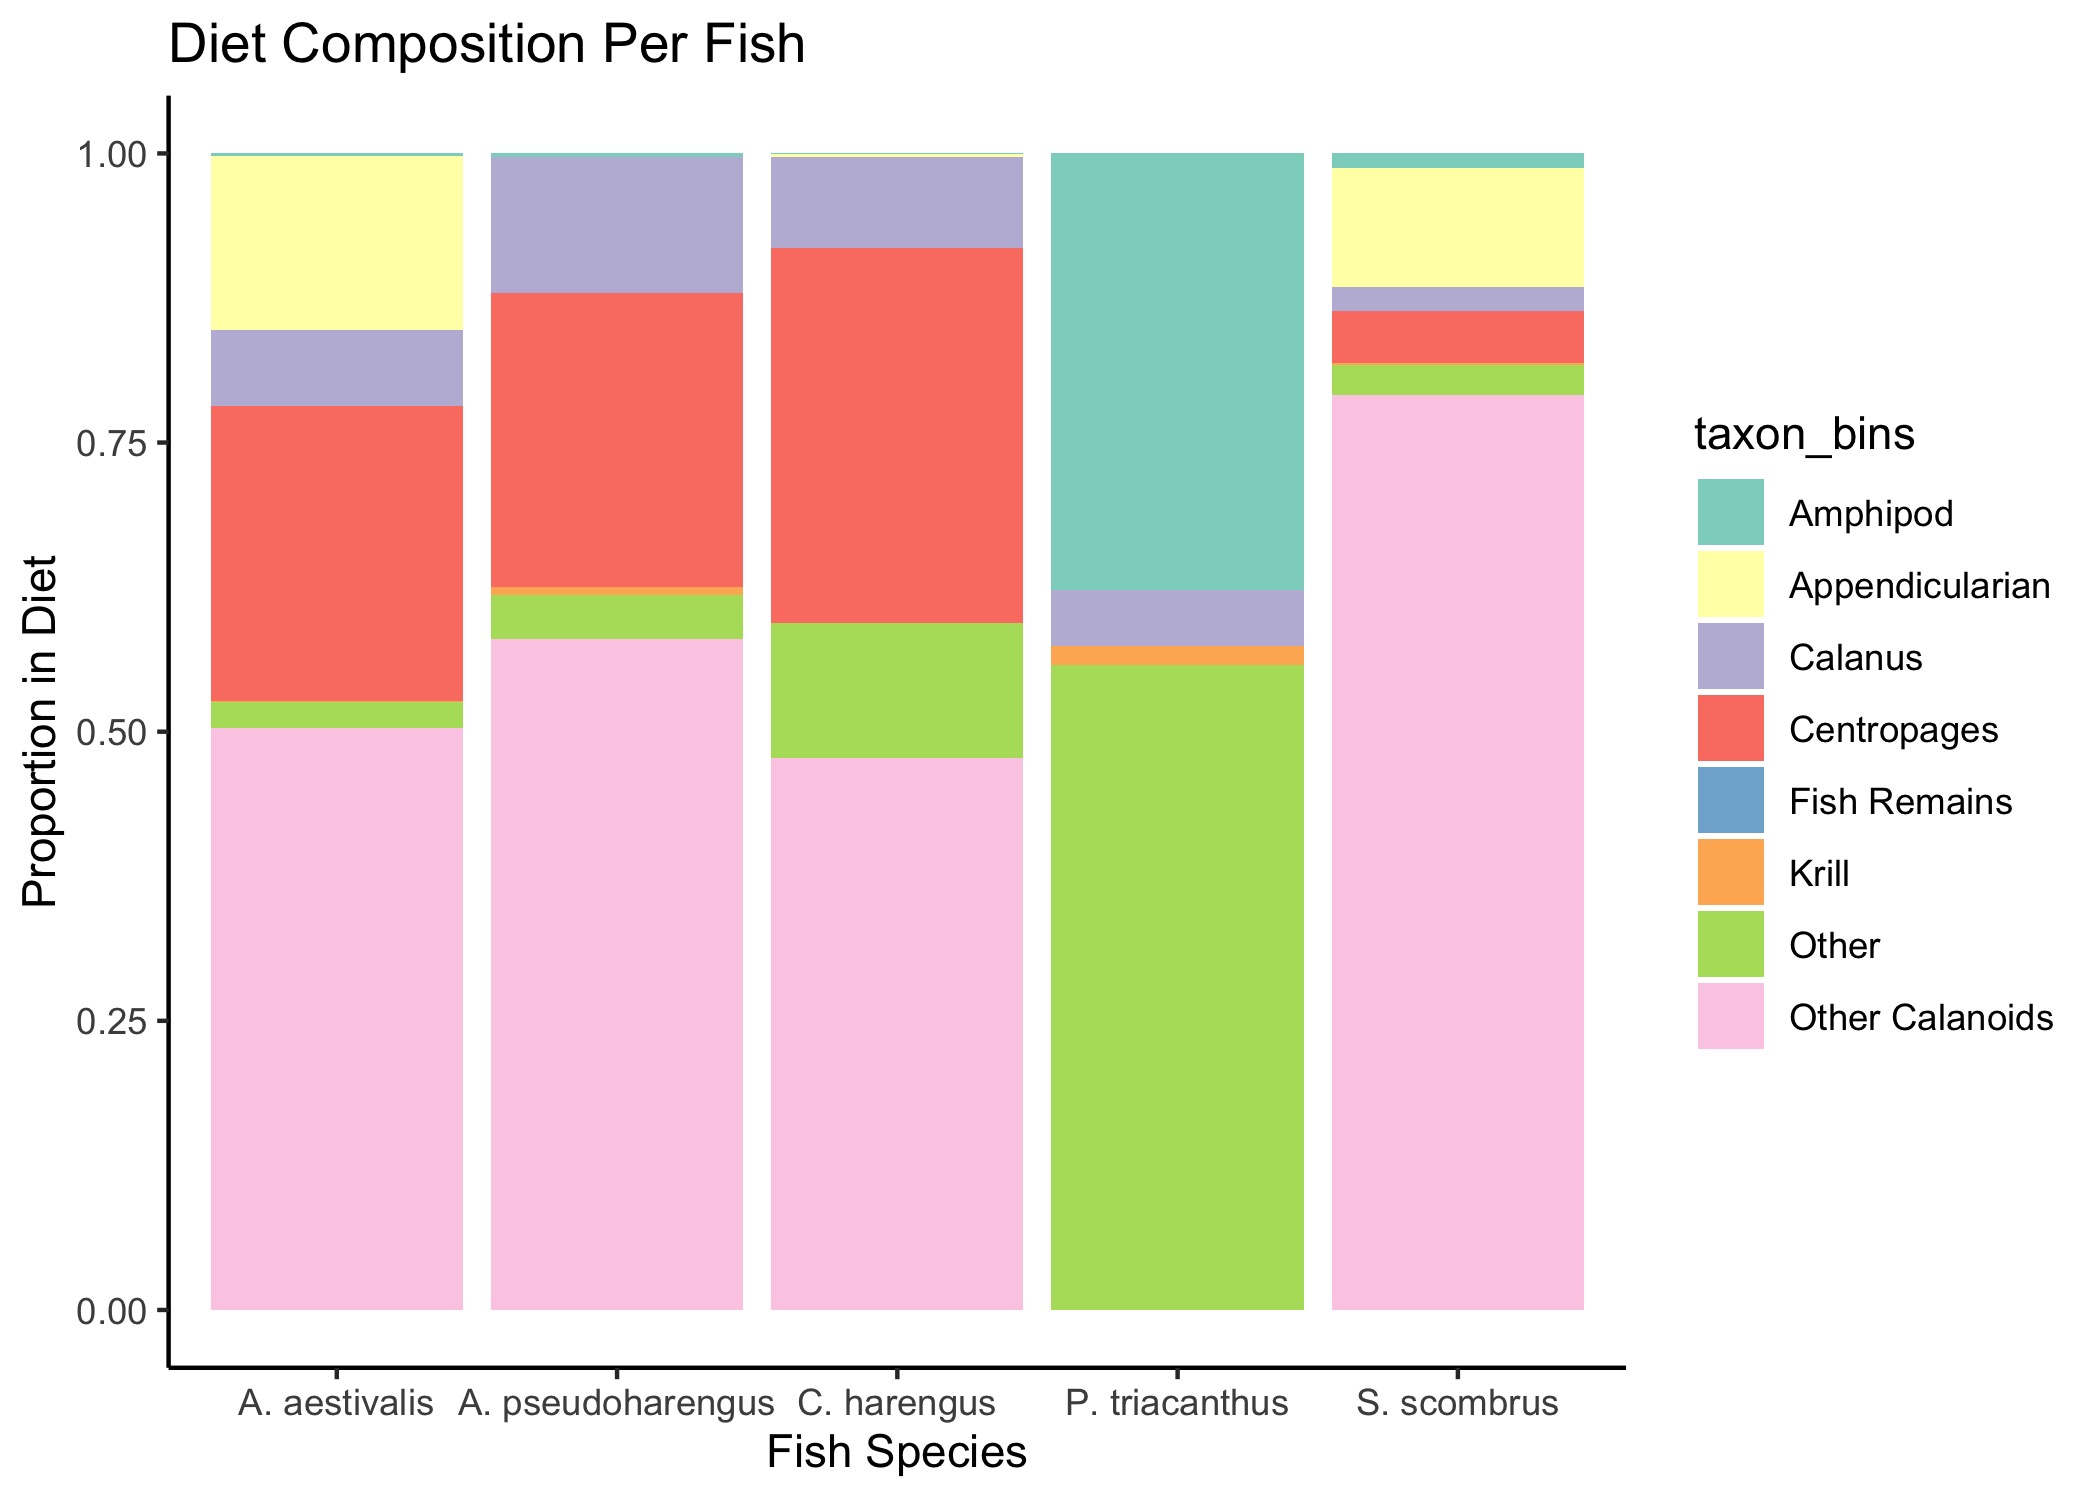 Diet Composition Per Fish
Proportion in Diet
1.00
0.75
0.50
0.25
0.00
A. aestivalis
A. pseudoharengus
C. harengus
P. triacanthus
S. scombrus
Fish Species
taxon_bins
Amphipod
Appendicularian
Calanus
Centropages
Fish Remains
Krill
Other
Other Calanoids